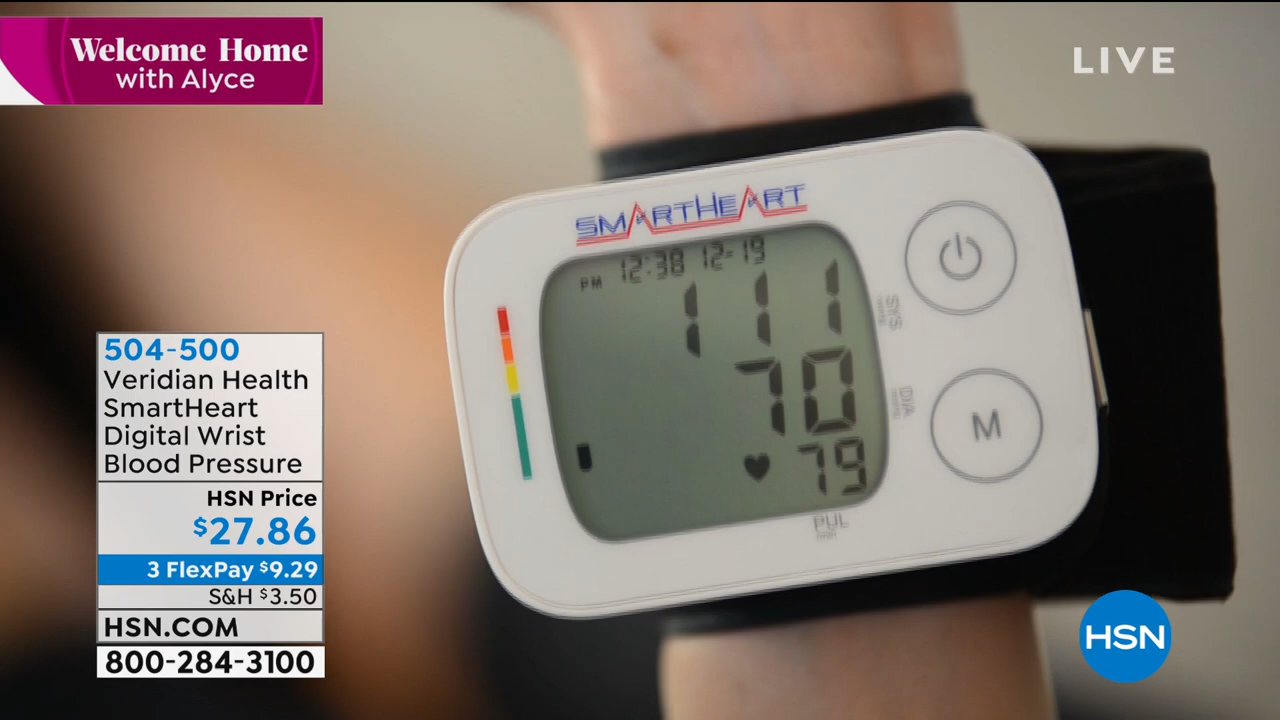 Welcome Home
with Alyce
LIVE
504-500
Veridian Health
SmartHeart
Digital Wrist
Blood Pressure
HSN Price
$27.86
3 FlexPay $9.29
S&H $3.50
HSN.COM
800-284-3100
SMARTHEART
PM 12:38 12-19
111
SYS
70
DIA
79
PUL
M
HSN